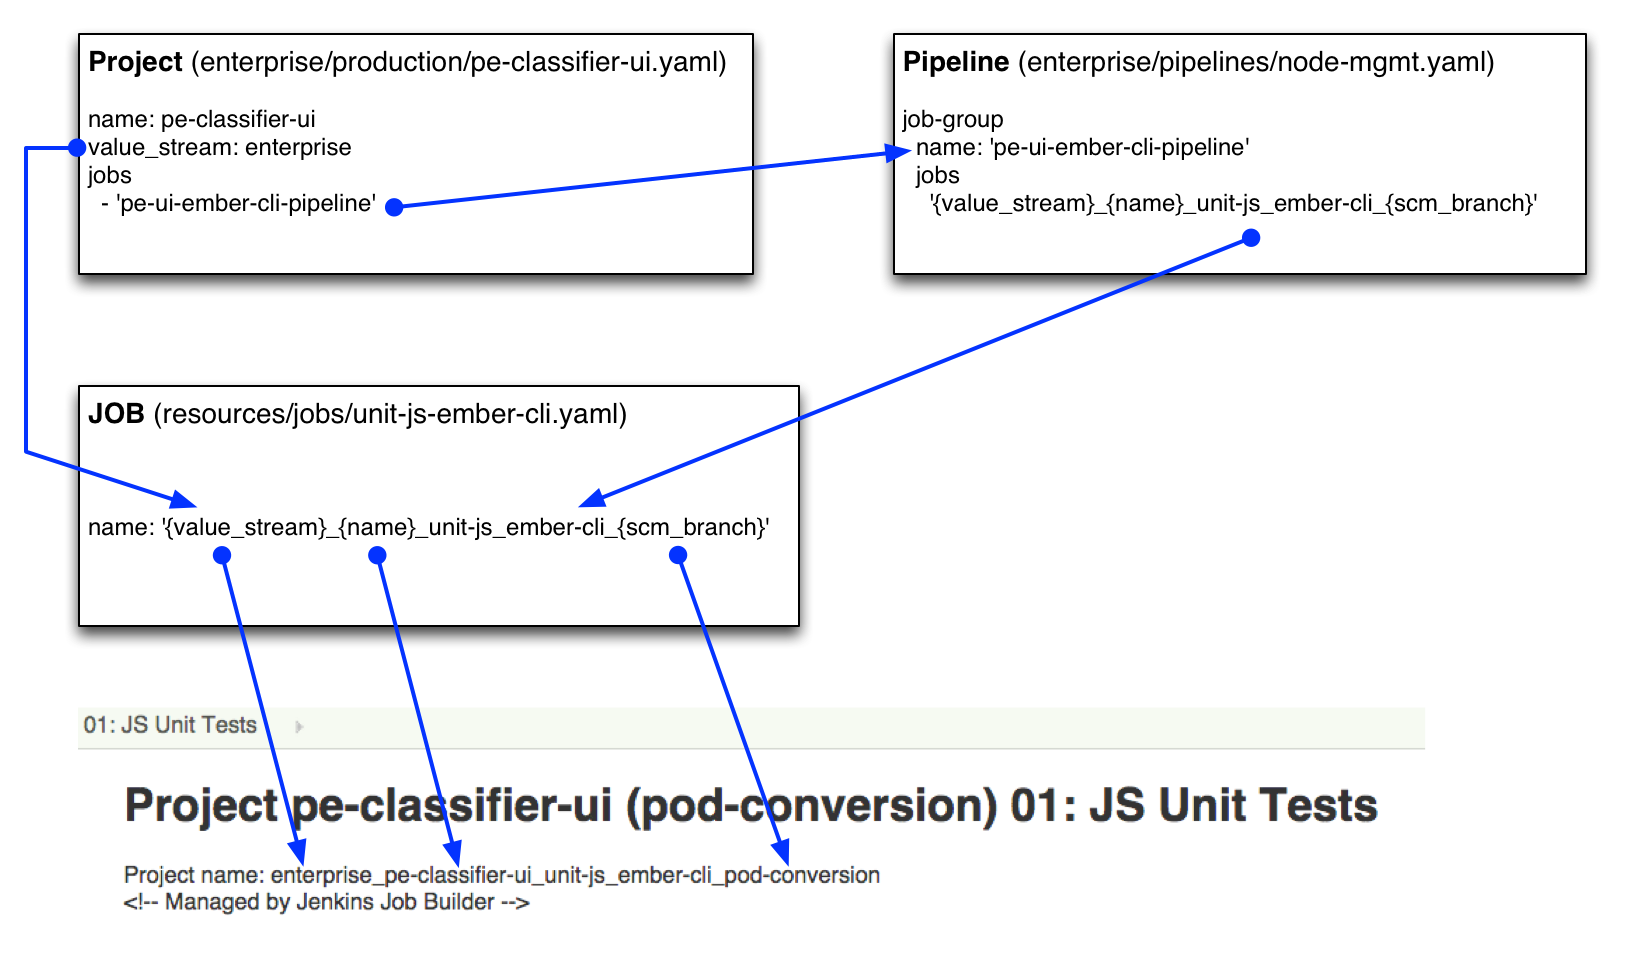 Project (enterprise/production/pe-classifier-ui.yaml)
name: pe-classifier-ui
value_stream: enterprise
jobs
- 'pe-ui-ember-cli-pipeline'
Pipeline (enterprise/pipelines/node-mgmt.yaml)
job-group
name: 'pe-ui-ember-cli-pipeline'
jobs
'{value_stream}_{name}_unit-js_ember-cli_{scm_branch}'
JOB (resources/jobs/unit-js-ember-cli.yaml)
name: '{value_stream}_{name}_unit-js_ember-cli_{scm_branch}'
01: JS Unit Tests
Project pe-classifier-ui (pod-conversion) 01: JS Unit Tests
Project name: enterprise_pe-classifier-ui_unit-js_ember-cli_pod-conversion
<!-- Managed by Jenkins Job Builder -->